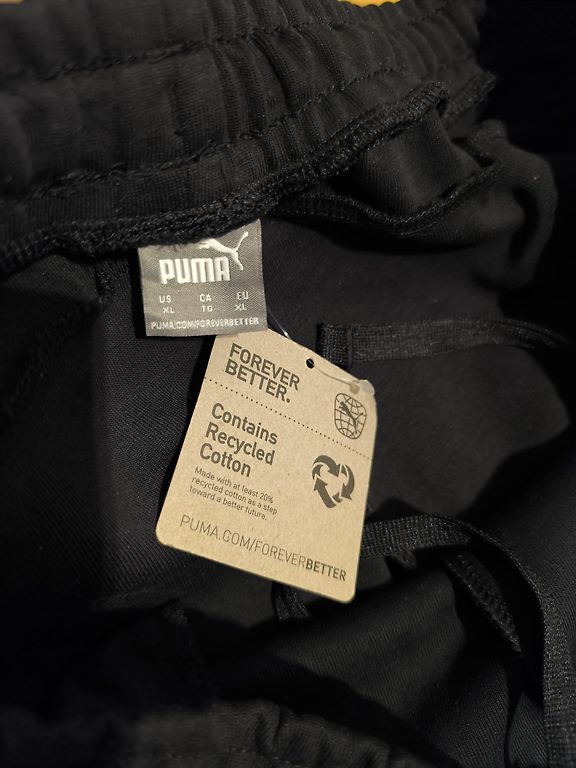 PUMA
US CA EU
XL TG XL
PUMA.COM/FOREVERBETTER
FOREVER
BETTER.
Contains
Recycled
Cotton
Made with at least 20%
recycled cotton as a step
toward a better future.
PUMA.COM/FOREVERBETTER